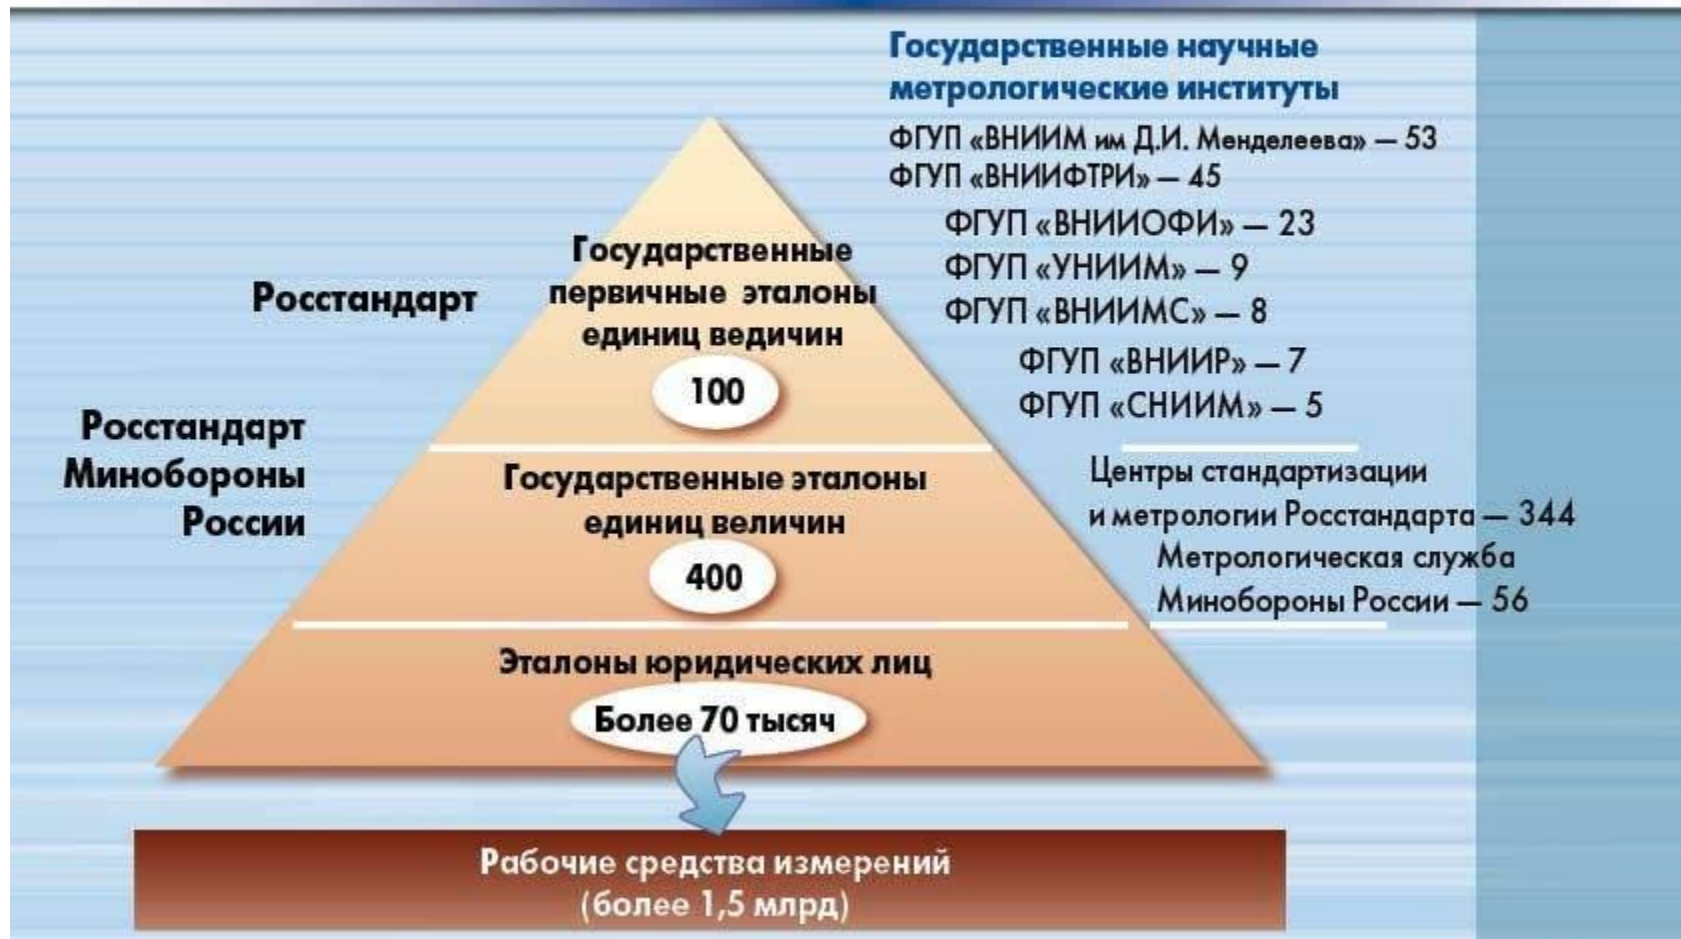 Государственные научные
метрологические институты
ФГУП «ВНИИМ им Д.И. Менделеева» — 53
ФГУП «ВНИИФТРИ» — 45
ФГУП «ВНИИОФИ» — 23
ФГУП «УНИИМ» — 9
ФГУП «ВНИИМС» — 8
ФГУП «ВНИИР» — 7
ФГУП «СНИИМ» — 5
Росстандарт
Государственные
первичные эталоны
единиц ведичин
100
Росстандарт
Минобороны
России
Государственные эталоны
единиц величин
400
Центры стандартизации
и метрологии Росстандарта — 344
Метрологическая служба
Минобороны России — 56
Эталоны юридических лиц
Более 70 тысяч
Рабочие средства измерений
(более 1,5 млрд)